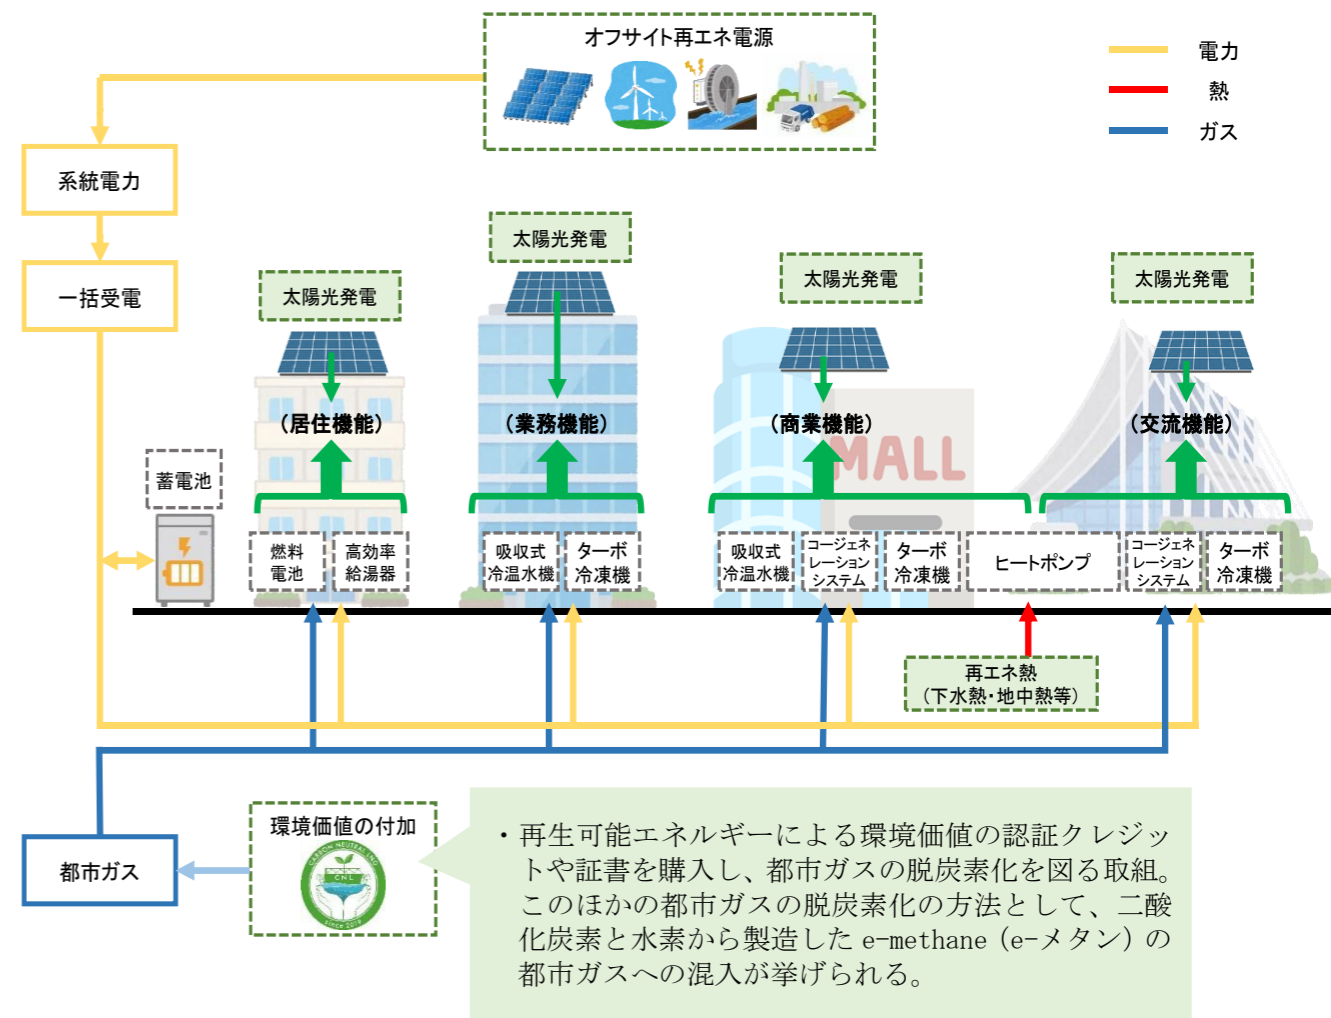 オフサイト再エネ電源
電力
熱
ガス
系統電力
一括受電
太陽光発電
太陽光発電
太陽光発電
太陽光発電
(居住機能)
(業務機能)
(商業機能)
(交流機能)
MALL
蓄電池
燃料
電池
高効率
給湯器
吸収式
冷温水機
ターボ
冷凍機
吸収式
冷温水機
コージェネ
レーション
システム
ターボ
冷凍機
ヒートポンプ
コージェネ
レーション
システム
ターボ
冷凍機
再エネ熱
(下水熱・地中熱等)
都市ガス
環境価値の付加
CARBON NEUTRAL LNG
CNL
since 2019
・再生可能エネルギーによる環境価値の認証クレジッ
トや証書を購入し、都市ガスの脱炭素化を図る取組。
このほかの都市ガスの脱炭素化の方法として、二酸
化炭素と水素から製造した e-methane (e-メタン) の
都市ガスへの混入が挙げられる。